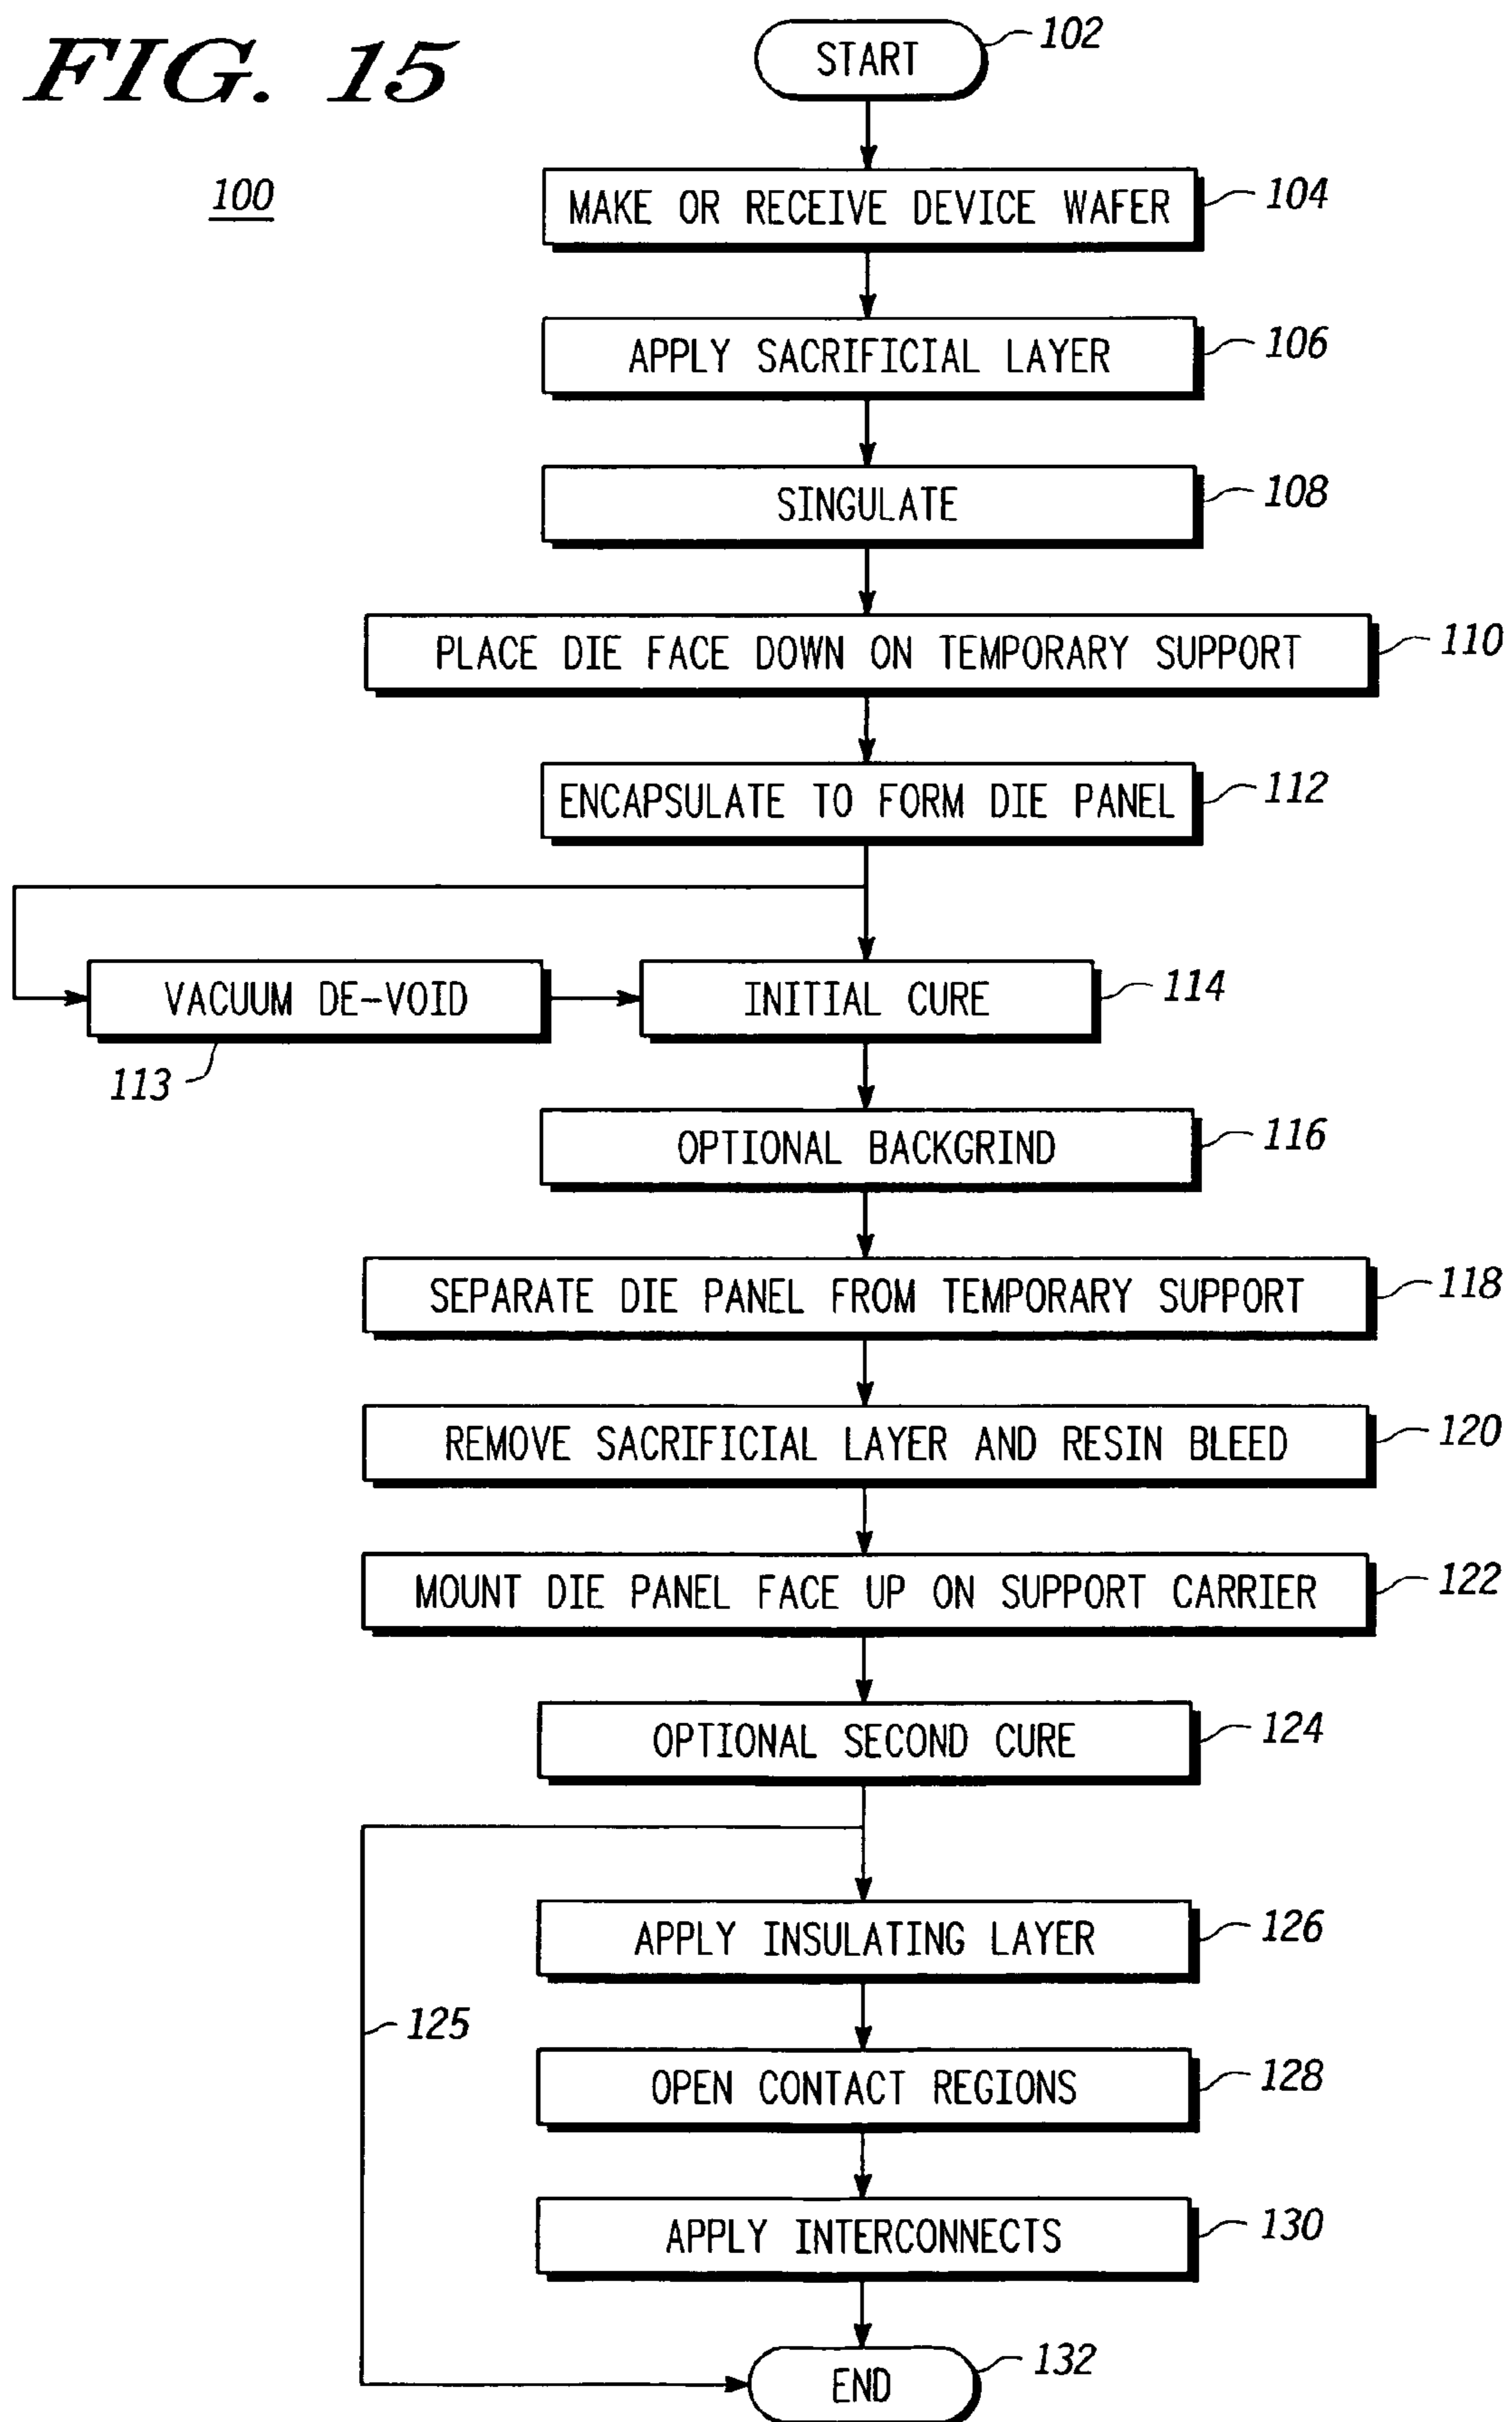 FIG. 15
100
START
102
MAKE OR RECEIVE DEVICE WAFER
104
APPLY SACRIFICIAL LAYER
106
SINGULATE
108
PLACE DIE FACE DOWN ON TEMPORARY SUPPORT
110
ENCAPSULATE TO FORM DIE PANEL
112
VACUUM DE-VOID
113
INITIAL CURE
114
OPTIONAL BACKGRIND
116
SEPARATE DIE PANEL FROM TEMPORARY SUPPORT
118
REMOVE SACRIFICIAL LAYER AND RESIN BLEED
120
MOUNT DIE PANEL FACE UP ON SUPPORT CARRIER
122
OPTIONAL SECOND CURE
124
125
APPLY INSULATING LAYER
126
OPEN CONTACT REGIONS
128
APPLY INTERCONNECTS
130
END
132